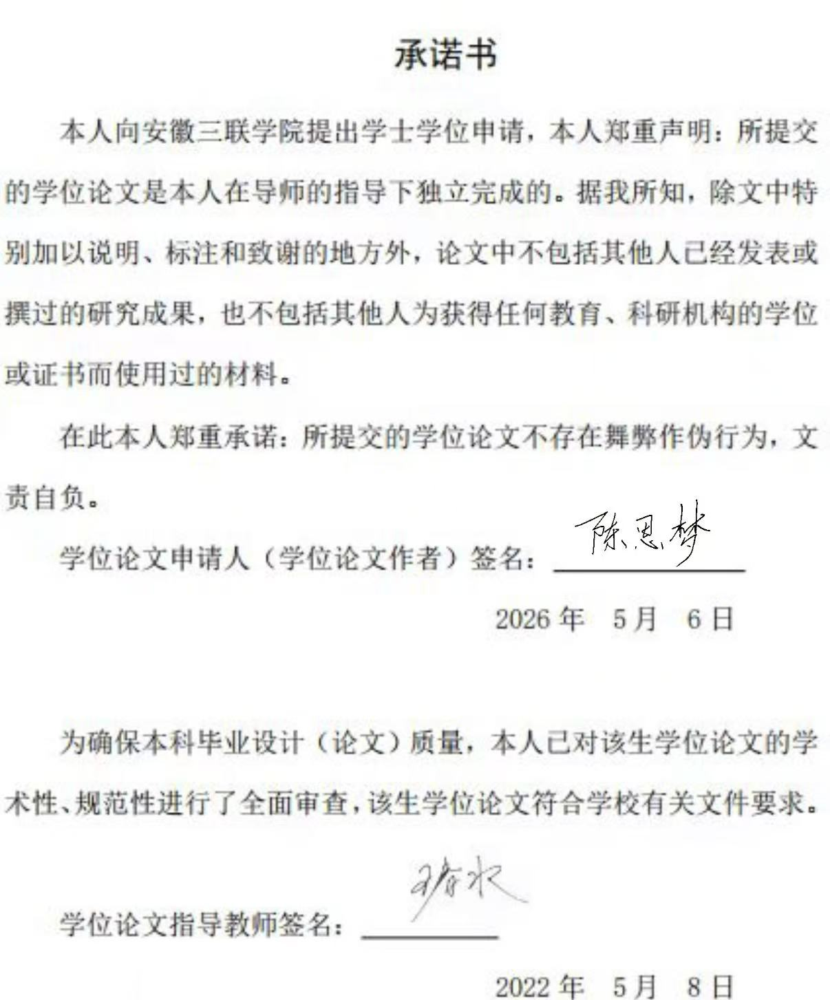 承诺书
本人向安徽三联学院提出学士学位申请，本人郑重声明：所提交
的学位论文是本人在导师的指导下独立完成的。据我所知，除文中特
别加以说明、标注和致谢的地方外，论文中不包括其他人已经发表或
撰过的研究成果，也不包括其他人为获得任何教育、科研机构的学位
或证书而使用过的材料。
在此本人郑重承诺：所提交的学位论文不存在舞弊作伪行为，文
责自负。
学位论文申请人（学位论文作者）签名：陈思梦
2026 年 5 月 6 日
为确保本科毕业设计（论文）质量，本人已对该生学位论文的学
术性、规范性进行了全面审查，该生学位论文符合学校有关文件要求。
学位论文指导教师签名：
2022 年 5 月 8 日